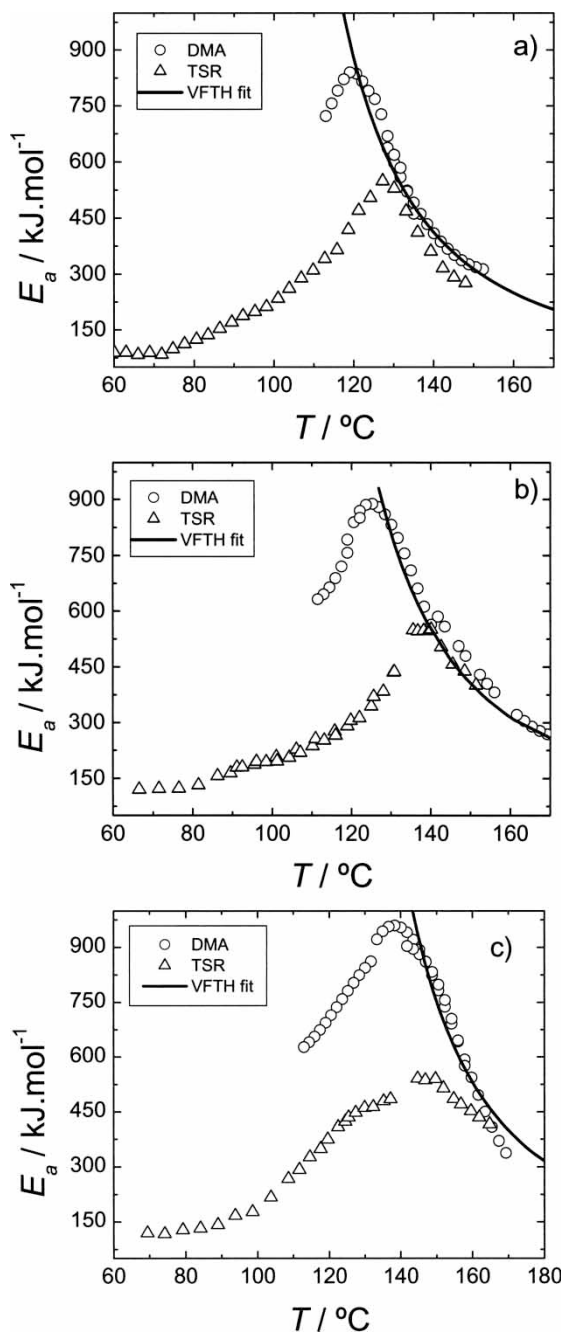 a)
DMA
TSR
VFTH fit
900
750
600
450
300
150
Eₐ / kJ.mol⁻¹
60 80 100 120 140 160
T / ºC
b)
DMA
TSR
VFTH fit
900
750
600
450
300
150
Eₐ / kJ.mol⁻¹
60 80 100 120 140 160
T / ºC
c)
DMA
TSR
VFTH fit
900
750
600
450
300
150
Eₐ / kJ.mol⁻¹
60 80 100 120 140 160 180
T / ºC